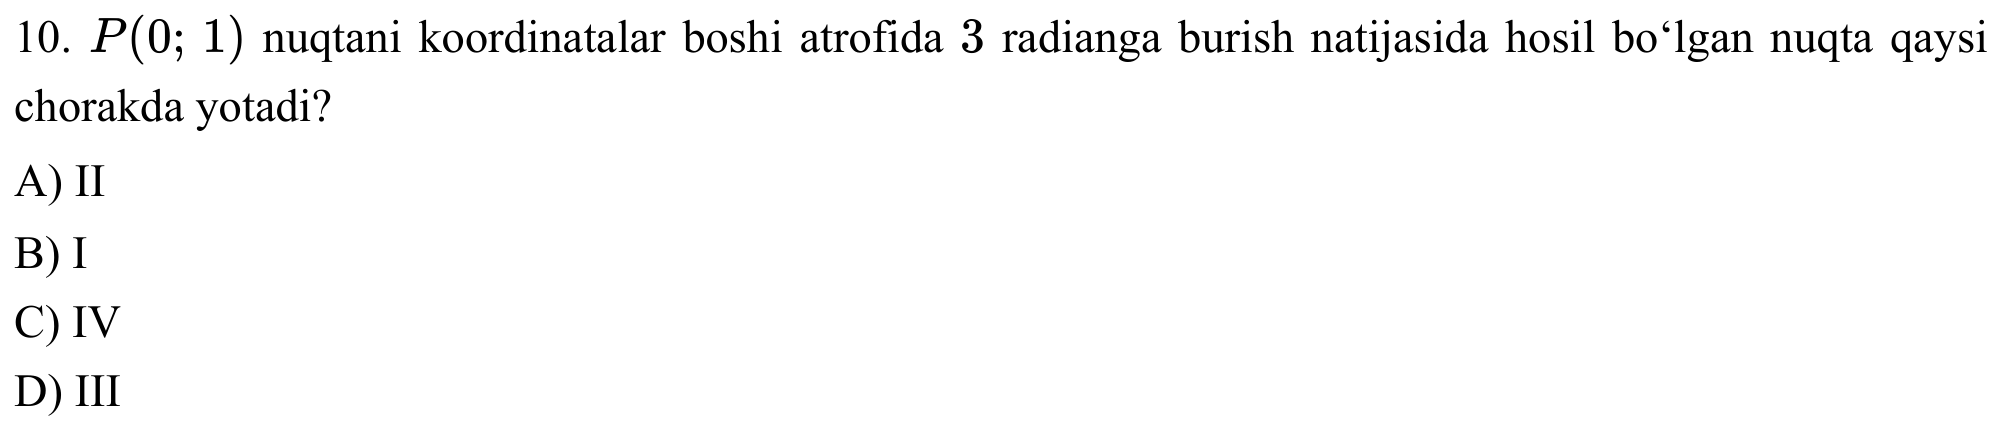 10. P(0; 1) nuqtani koordinatalar boshi atrofida 3 radianga burish natijasida hosil bo‘lgan nuqta qaysi
chorakda yotadi?
A) II
B) I
C) IV
D) III